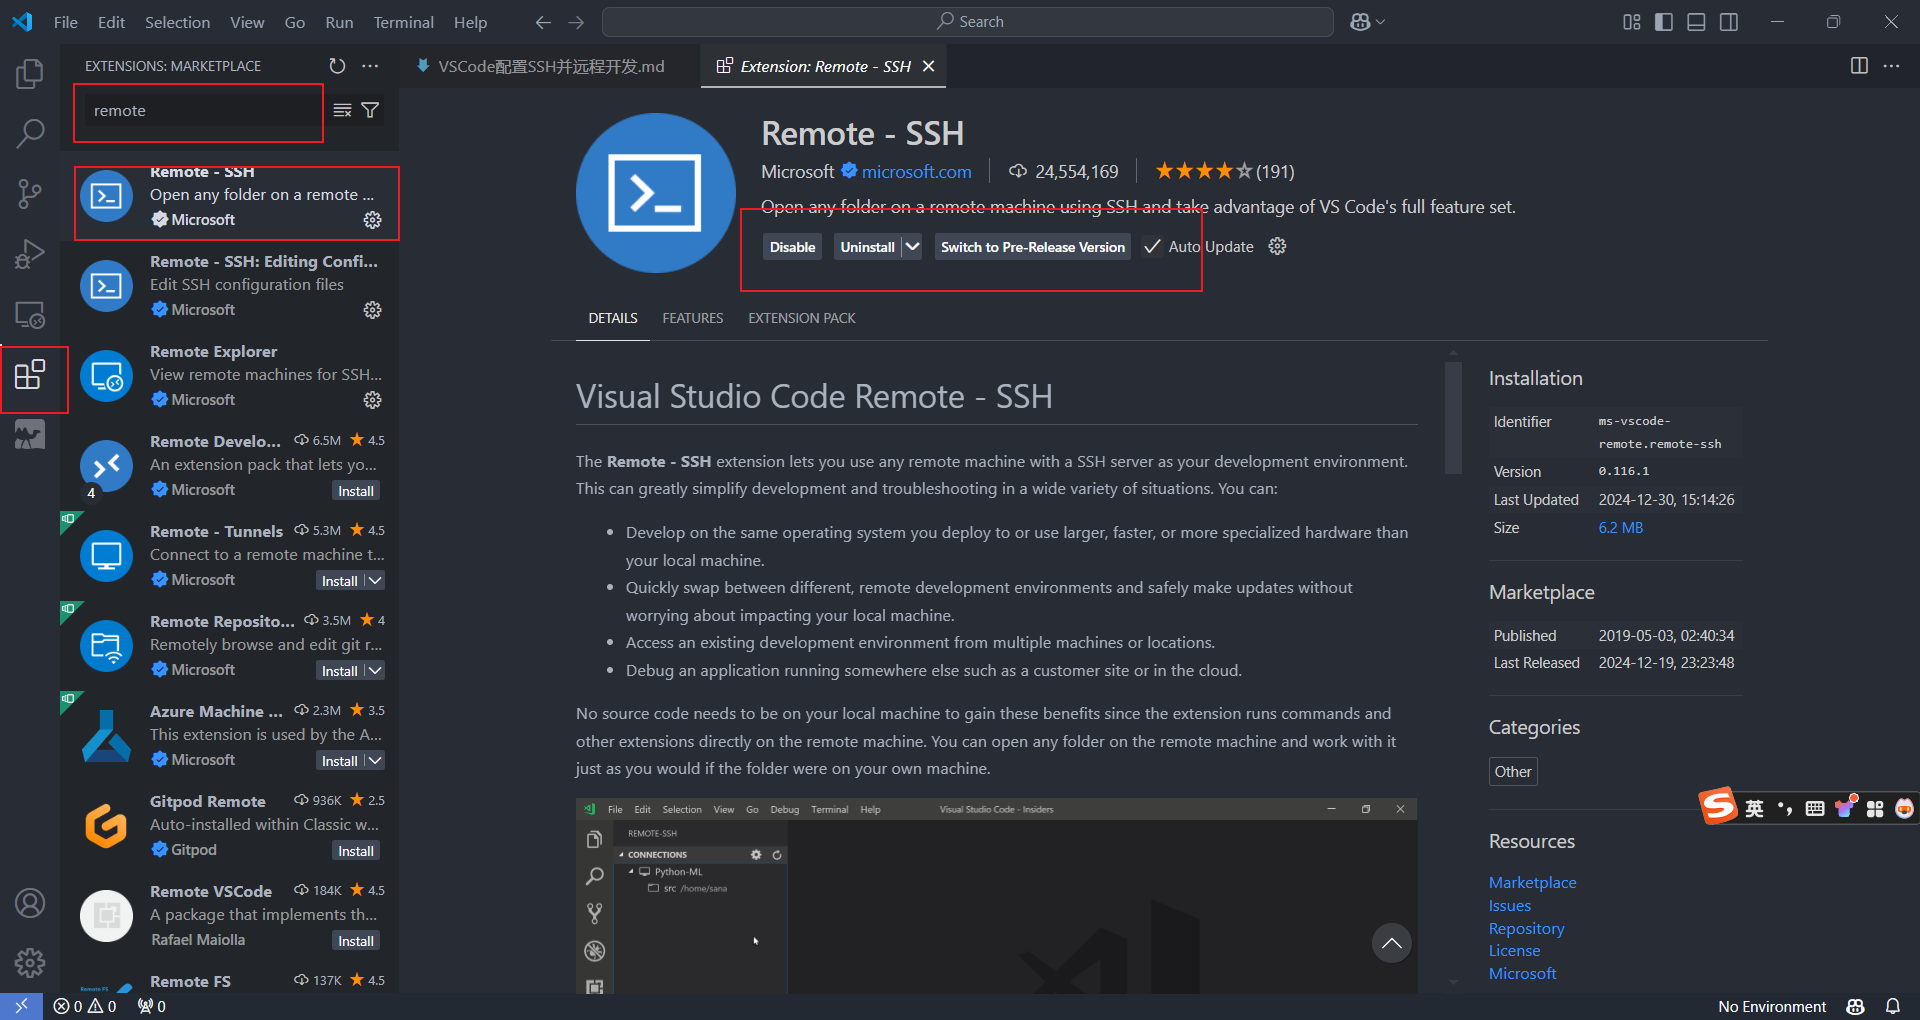 File Edit Selection View Go Run Terminal Help
Search
EXTENSIONS: MARKETPLACE
remote
Remote - SSH
Open any folder on a remote ...
Microsoft
Remote - SSH: Editing Confi...
Edit SSH configuration files
Microsoft
Remote Explorer
View remote machines for SSH...
Microsoft
Remote Develo... 6.5M 4.5
An extension pack that lets yo...
4
Microsoft Install
Remote - Tunnels 5.3M 4.5
Connect to a remote machine t...
Microsoft Install
Remote Reposito... 3.5M 4
Remotely browse and edit git r...
Microsoft Install
Azure Machine ... 2.3M 3.5
This extension is used by the A...
Microsoft Install
Gitpod Remote 936K 2.5
Auto-installed within Classic w...
Gitpod Install
Remote VSCode 184K 4.5
A package that implements th...
Rafael Maiolla Install
Remote FS 137K 4.5
Remote FS
VSCode配置SSH并远程开发.md
Extension: Remote - SSH
Remote - SSH
Microsoft microsoft.com 24,554,169 (191)
Open any folder on a remote machine using SSH and take advantage of VS Code's full feature set.
Disable Uninstall Switch to Pre-Release Version Auto Update
DETAILS FEATURES EXTENSION PACK
Visual Studio Code Remote - SSH
The Remote - SSH extension lets you use any remote machine with a SSH server as your development environment.
This can greatly simplify development and troubleshooting in a wide variety of situations. You can:
• Develop on the same operating system you deploy to or use larger, faster, or more specialized hardware than
your local machine.
• Quickly swap between different, remote development environments and safely make updates without
worrying about impacting your local machine.
• Access an existing development environment from multiple machines or locations.
• Debug an application running somewhere else such as a customer site or in the cloud.
No source code needs to be on your local machine to gain these benefits since the extension runs commands and
other extensions directly on the remote machine. You can open any folder on the remote machine and work with it
just as you would if the folder were on your own machine.
File Edit Selection View Go Debug Terminal Help Visual Studio Code - Insiders
REMOTE-SSH
CONNECTIONS
Python-ML
src /home/sana
Installation
Identifier ms-vscode-
remote.remote-ssh
Version 0.116.1
Last Updated 2024-12-30, 15:14:26
Size 6.2 MB
Marketplace
Published 2019-05-03, 02:40:34
Last Released 2024-12-19, 23:23:48
Categories
Other
S 英
Resources
Marketplace
Issues
Repository
License
Microsoft
0 0 0
No Environment